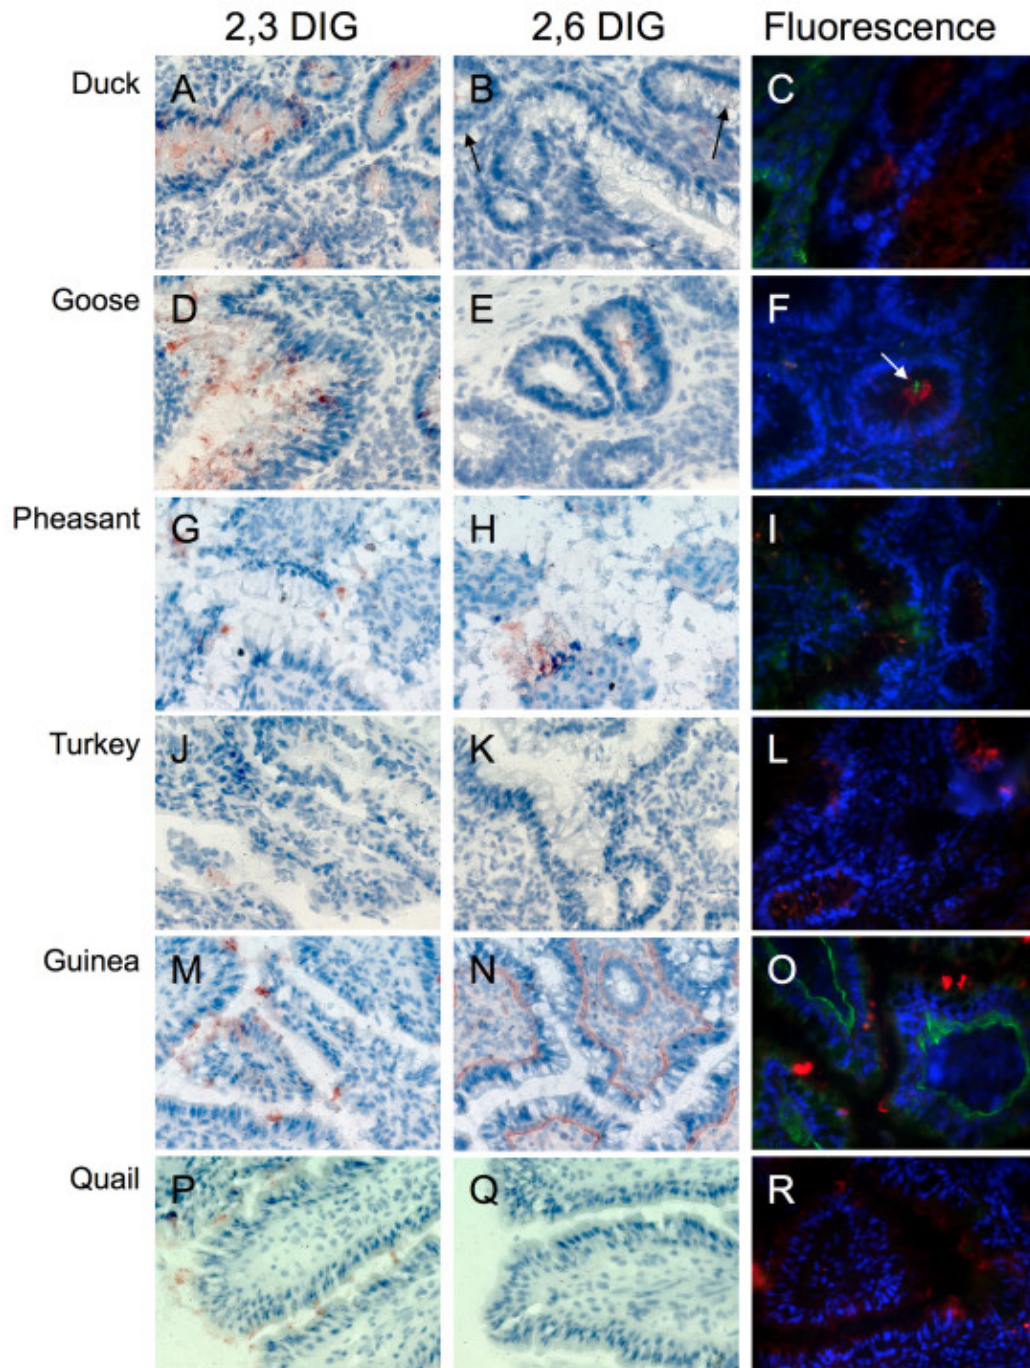 2,3 DIG 2,6 DIG Fluorescence
Duck A B C
Goose D E F
Pheasant G H I
Turkey J K L
Guinea M N O
Quail P Q R